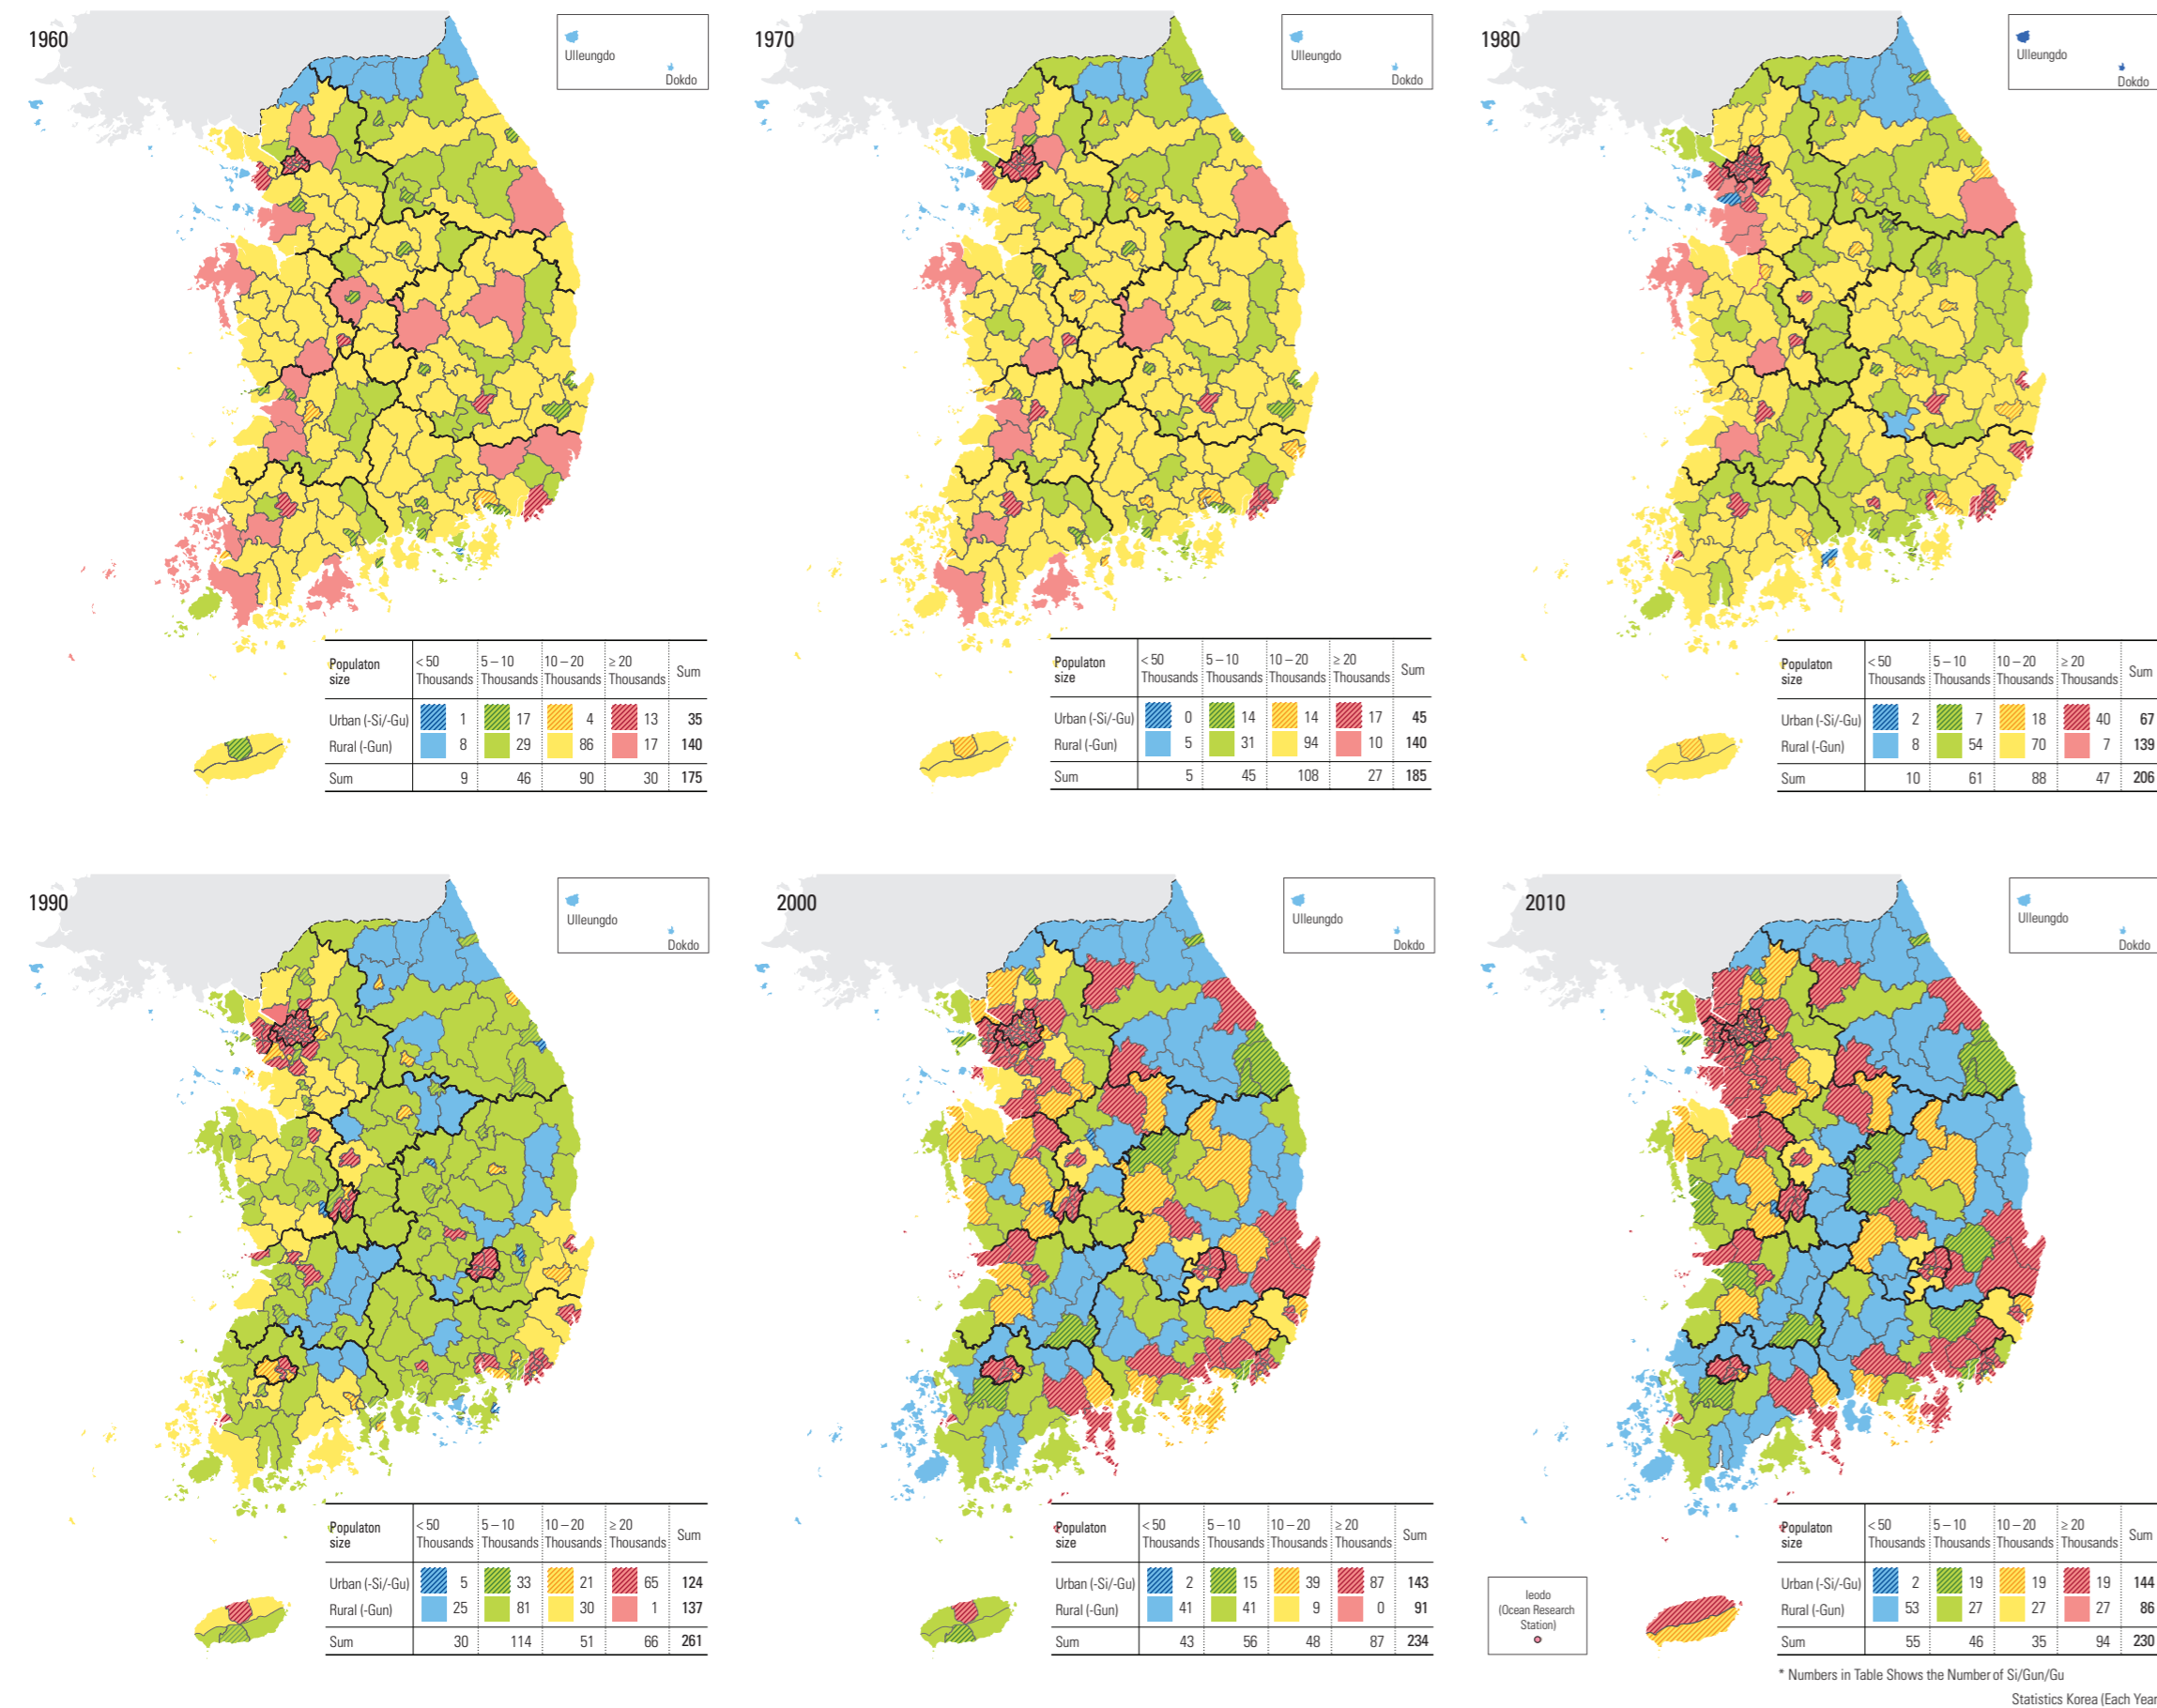 1960
Ulleungdo
Dokdo
Populaton size | < 50 Thousands | 5 – 10 Thousands | 10 – 20 Thousands | ≥ 20 Thousands | Sum
Urban (-Si/-Gu) 1 17 4 13 35
Rural (-Gun) 8 29 86 17 140
Sum 9 46 90 30 175
1970
Ulleungdo
Dokdo
Populaton size | < 50 Thousands | 5 – 10 Thousands | 10 – 20 Thousands | ≥ 20 Thousands | Sum
Urban (-Si/-Gu) 0 14 14 17 45
Rural (-Gun) 5 31 94 10 140
Sum 5 45 108 27 185
1980
Ulleungdo
Dokdo
Populaton size | < 50 Thousands | 5 – 10 Thousands | 10 – 20 Thousands | ≥ 20 Thousands | Sum
Urban (-Si/-Gu) 2 7 18 40 67
Rural (-Gun) 8 54 70 7 139
Sum 10 61 88 47 206
1990
Ulleungdo
Dokdo
Populaton size | < 50 Thousands | 5 – 10 Thousands | 10 – 20 Thousands | ≥ 20 Thousands | Sum
Urban (-Si/-Gu) 5 33 21 65 124
Rural (-Gun) 25 81 30 1 137
Sum 30 114 51 66 261
2000
Ulleungdo
Dokdo
Populaton size | < 50 Thousands | 5 – 10 Thousands | 10 – 20 Thousands | ≥ 20 Thousands | Sum
Urban (-Si/-Gu) 2 15 39 87 143
Rural (-Gun) 41 41 9 0 91
Sum 43 56 48 87 234
2010
Ulleungdo
Dokdo
Ieodo
(Ocean Research
Station)
Populaton size | < 50 Thousands | 5 – 10 Thousands | 10 – 20 Thousands | ≥ 20 Thousands | Sum
Urban (-Si/-Gu) 2 19 19 19 144
Rural (-Gun) 53 27 27 27 86
Sum 55 46 35 94 230
* Numbers in Table Shows the Number of Si/Gun/Gu
Statistics Korea (Each Year